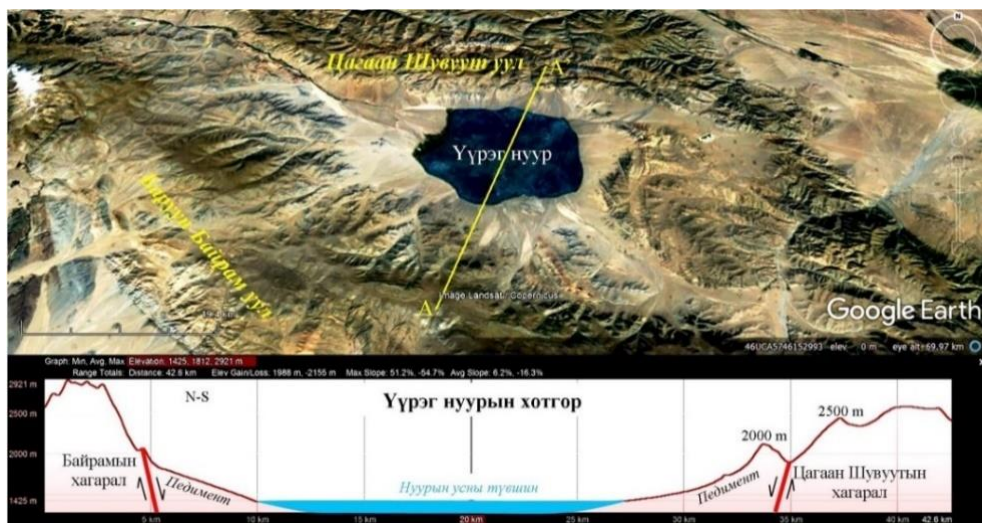 N
Цагаан Шувуут уул
A'
Үүрэг нуур
Баруун Байрам уул
A
Image Landsat / Copernicus
Google Earth
46UCA5746152993 elev 0 m eye alt 69,97 km
Graph: Min, Avg, Max Elevation: 1425, 1812, 2921 m
Range Totals: Distance: 42.6 km Elev Gain/Loss: 1988 m, -2155 m Max Slope: 51.2%, -54.7% Avg Slope: 6.2%, -16.3%
2921 m
2500 m
2000 m
1425 m
N-S
Үүрэг нуурын хотгор
2000 m
2500 m
Байрамын
хагарал
Педимент
Нуурын усны түвшин
Педимент
Цагаан Шувуутын
хагарал
5 km
10 km
15 km
20 km
25 km
30 km
35 km
40 km
42.6 km